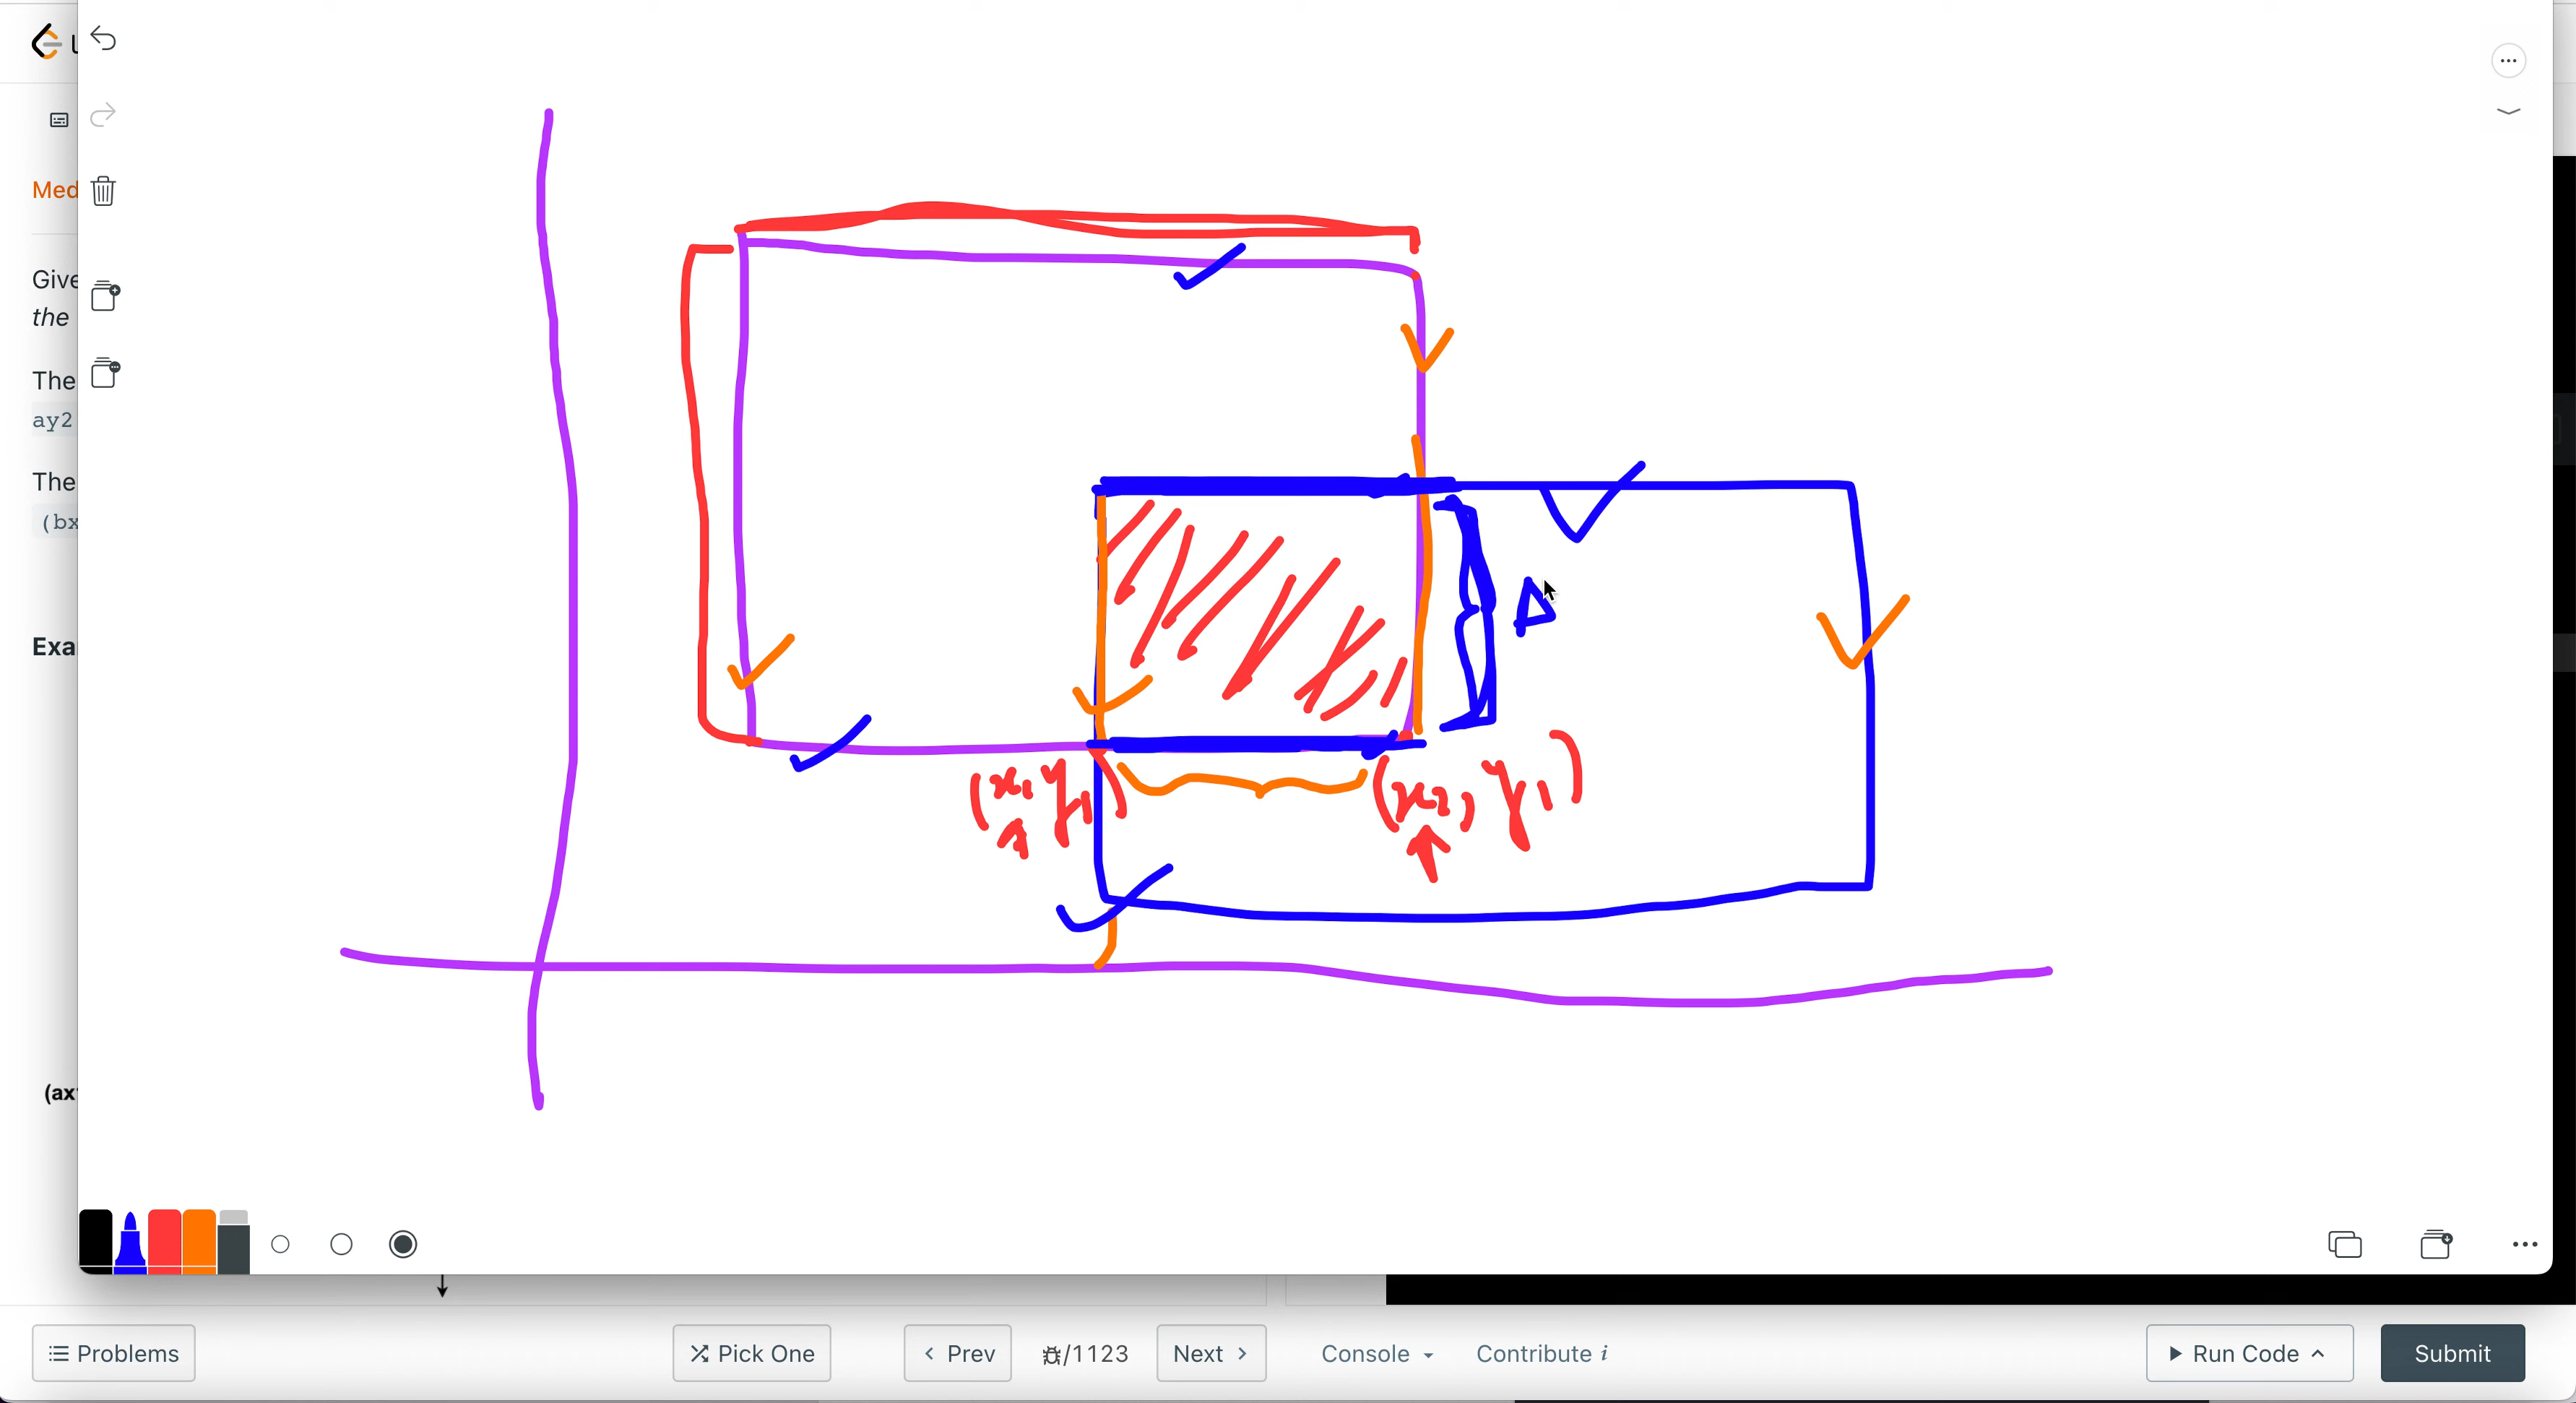 Med
Give
the
The
ay2
The
(bx
Exa
(x1 y1)
(x2, y1)
Δ
(ax
Problems
Pick One
Prev
/1123
Next
Console
Contribute i
Run Code
Submit